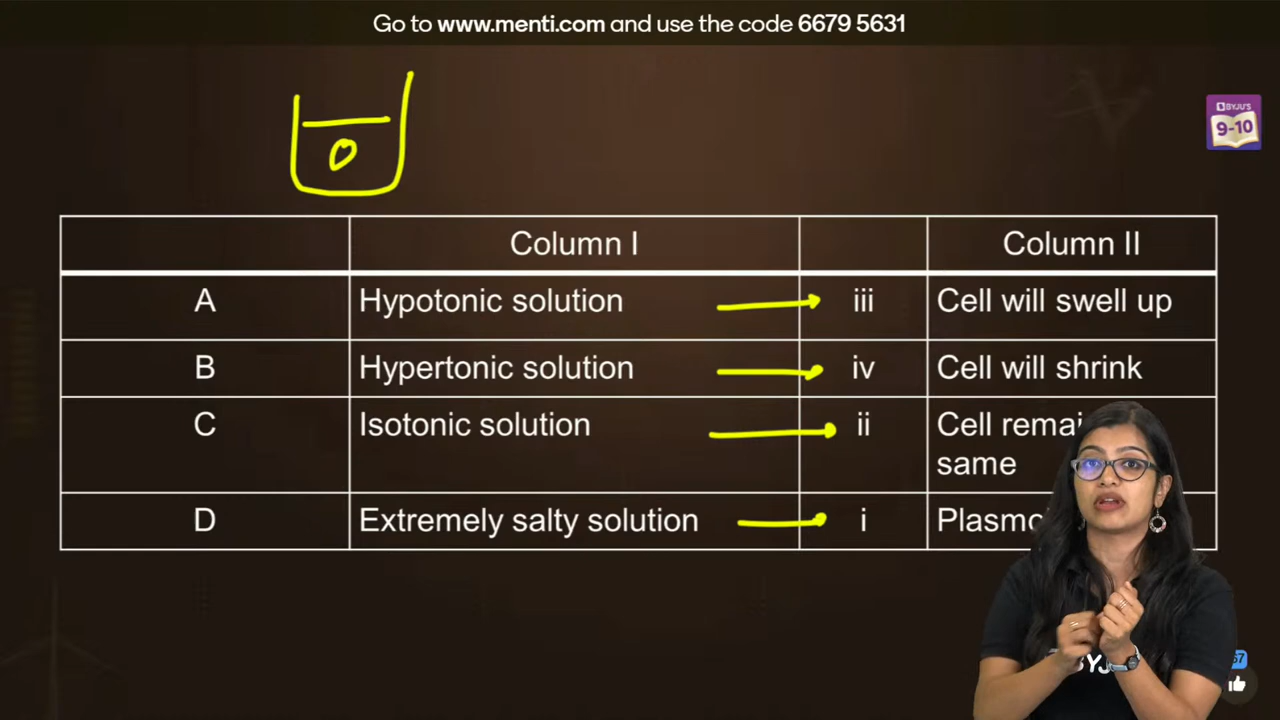 Go to www.menti.com and use the code 6679 5631
BYJU'S
9-10
Column I Column II
A Hypotonic solution iii Cell will swell up
B Hypertonic solution iv Cell will shrink
C Isotonic solution ii Cell
same
D Extremely salty solution i